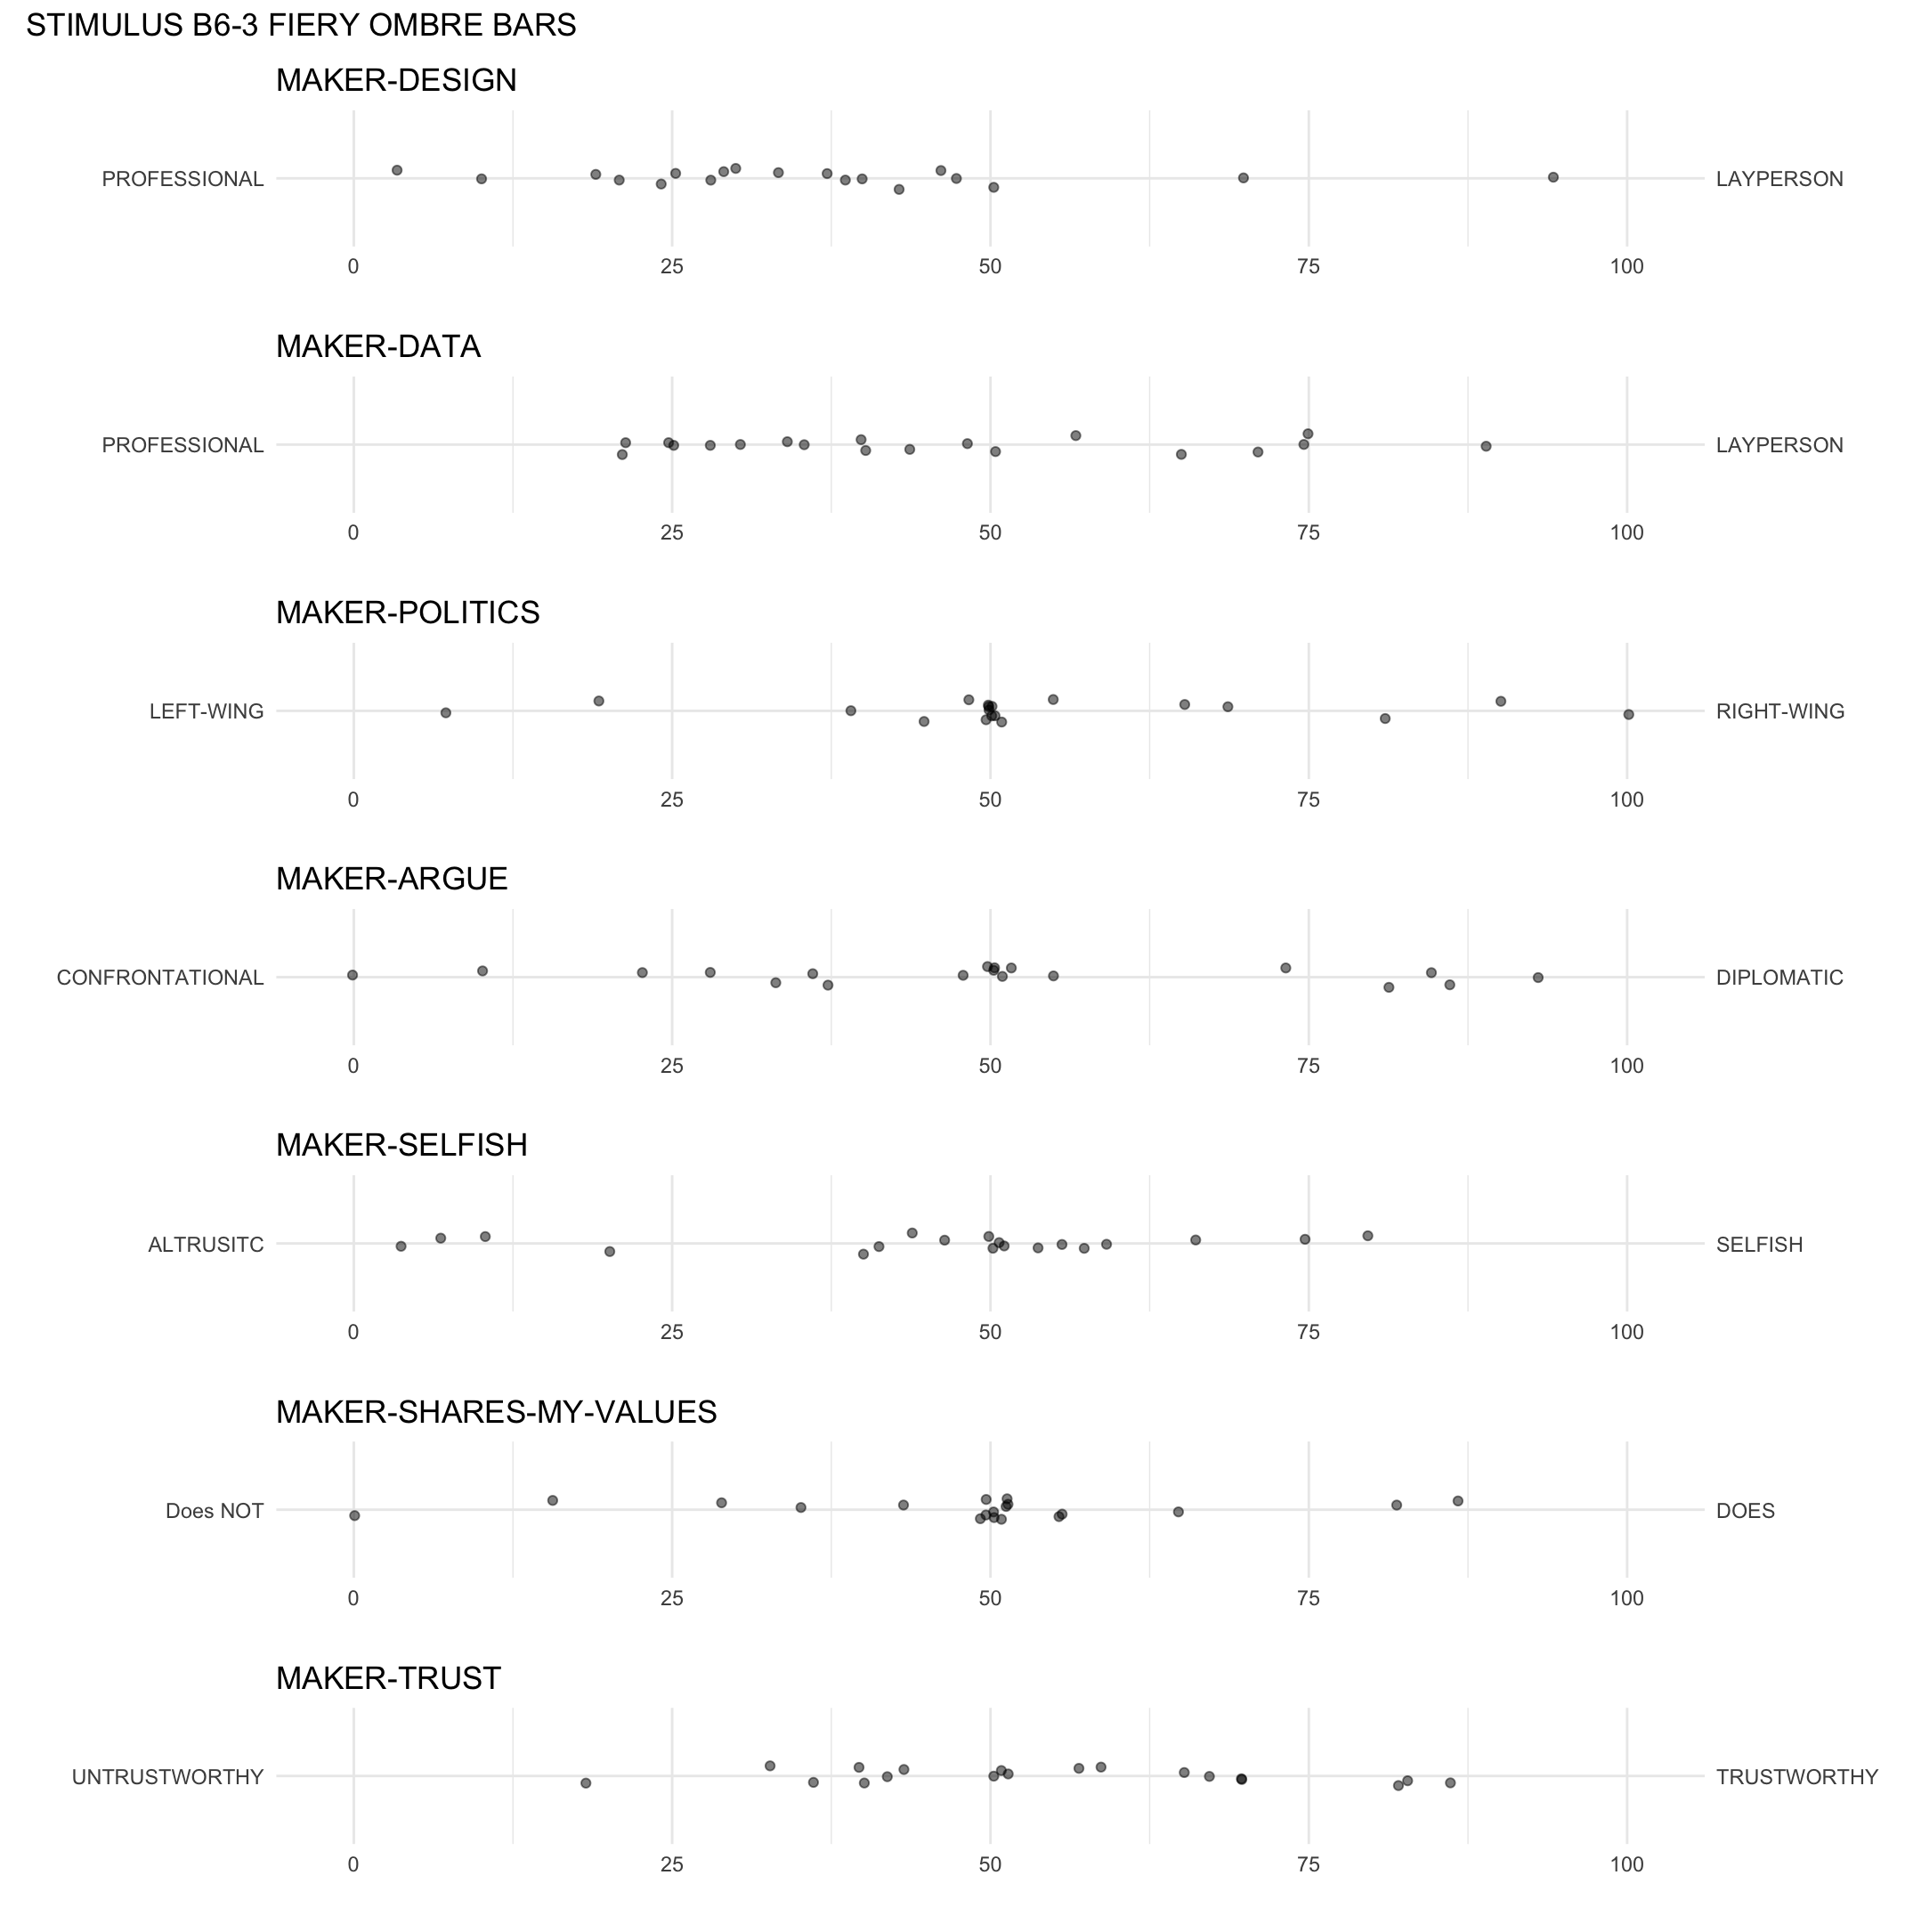 STIMULUS B6-3 FIERY OMBRE BARS
MAKER-DESIGN
PROFESSIONAL LAYPERSON
0 25 50 75 100
MAKER-DATA
PROFESSIONAL LAYPERSON
0 25 50 75 100
MAKER-POLITICS
LEFT-WING RIGHT-WING
0 25 50 75 100
MAKER-ARGUE
CONFRONTATIONAL DIPLOMATIC
0 25 50 75 100
MAKER-SELFISH
ALTRUSITC SELFISH
0 25 50 75 100
MAKER-SHARES-MY-VALUES
Does NOT DOES
0 25 50 75 100
MAKER-TRUST
UNTRUSTWORTHY TRUSTWORTHY
0 25 50 75 100